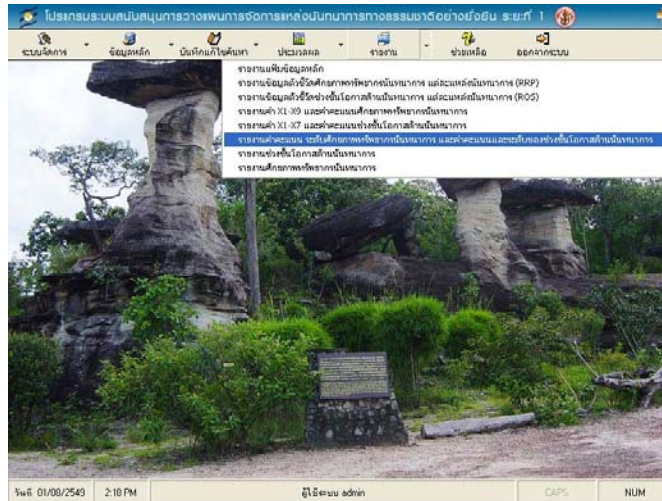 โปรแกรมระบบสนับสนุนการวางแผนการจัดการแหล่งนันทนาการทางธรรมชาติอย่างยั่งยืน ระยะที่ 1
ระบบจัดการ ข้อมูลหลัก บันทึกแก้ไขค้นหา ประมวลผล รายงาน ช่วยเหลือ ออกจากระบบ
รายงานแฟ้มข้อมูลหลัก
รายงานข้อมูลตัวชี้วัดศักยภาพทรัพยากรนันทนาการ แต่ละแหล่งนันทนาการ (RRP)
รายงานข้อมูลตัวชี้วัดช่วงชั้นโอกาสด้านนันทนาการ แต่ละแหล่งนันทนาการ (ROS)
รายงานค่า X1-X9 และค่าคะแนนศักยภาพทรัพยากรนันทนาการ
รายงานค่า X1-X7 และค่าคะแนนช่วงชั้นโอกาสด้านนันทนาการ
รายงานค่าคะแนน ระดับศักยภาพทรัพยากรนันทนาการ และค่าคะแนนและระดับของช่วงชั้นโอกาสด้านนันทนาการ
รายงานช่วงชั้นโอกาสด้านนันทนาการ
รายงานศักยภาพทรัพยากรนันทนาการ
วันที่ 01/08/2549 2:18 PM ผู้ใช้ระบบ admin CAPS NUM